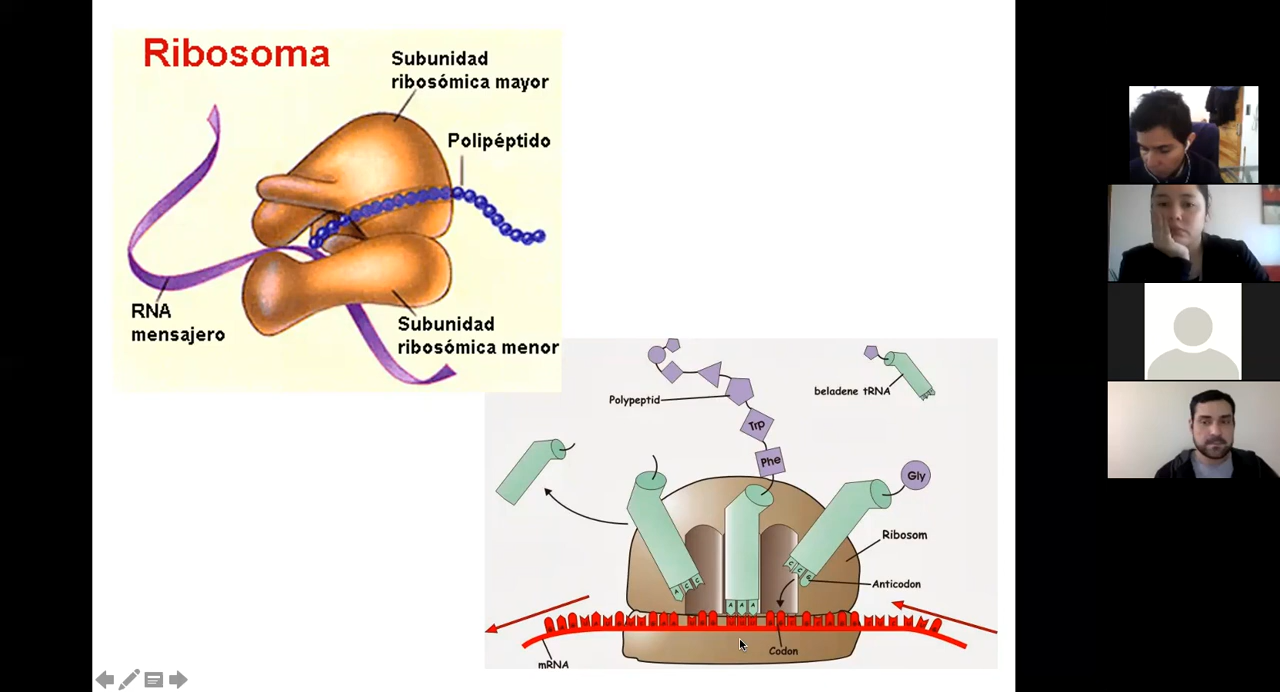 Ribosoma
Subunidad
ribosómica mayor
Polipéptido
RNA
mensajero
Subunidad
ribosómica menor
Polypeptid
beladene tRNA
Trp
Phe
Gly
Ribosom
Anticodon
A C C
A A A
C C G
Codon
mRNA